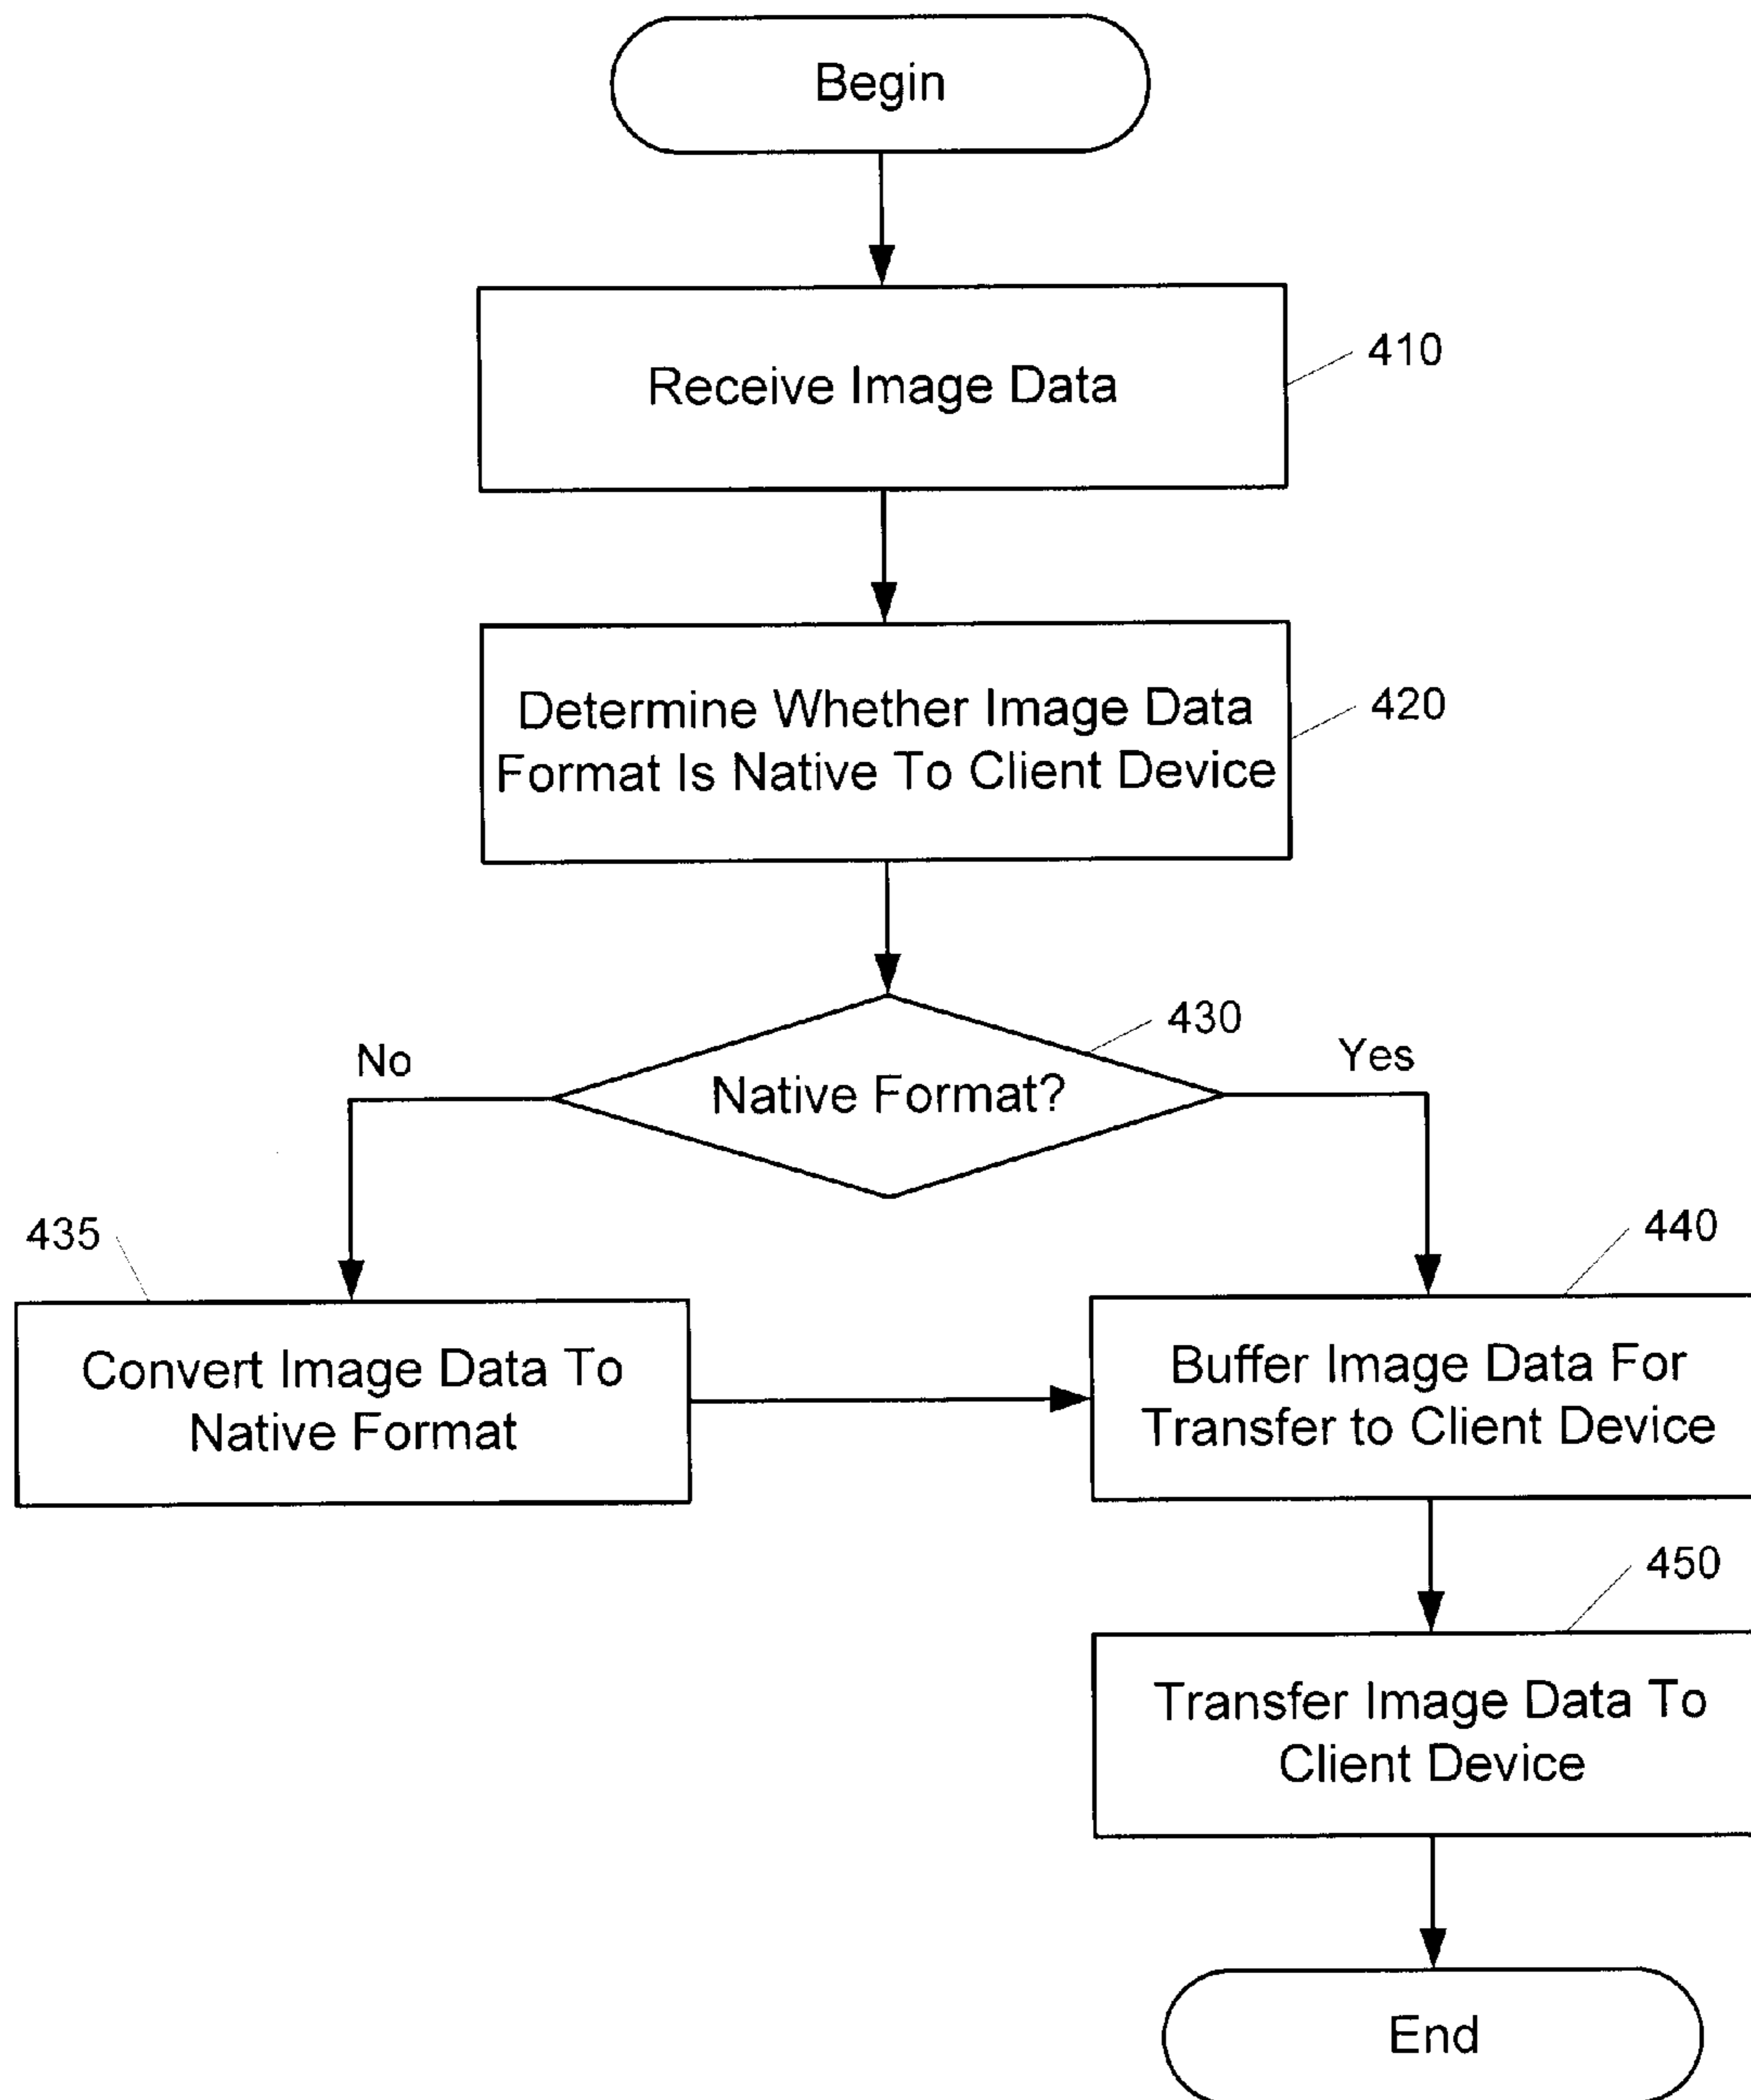 Begin
Receive Image Data
410
Determine Whether Image Data
Format Is Native To Client Device
420
430
No
Native Format?
Yes
435
440
Convert Image Data To
Native Format
Buffer Image Data For
Transfer to Client Device
450
Transfer Image Data To
Client Device
End